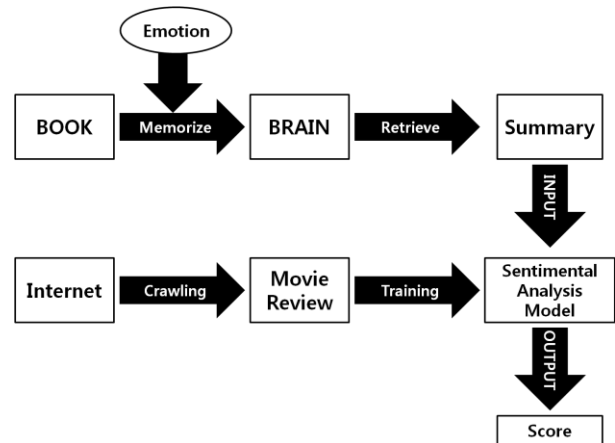 Emotion
BOOK
Memorize
BRAIN
Retrieve
Summary
INPUT
Internet
Crawling
Movie
Review
Training
Sentimental
Analysis
Model
OUTPUT
Score